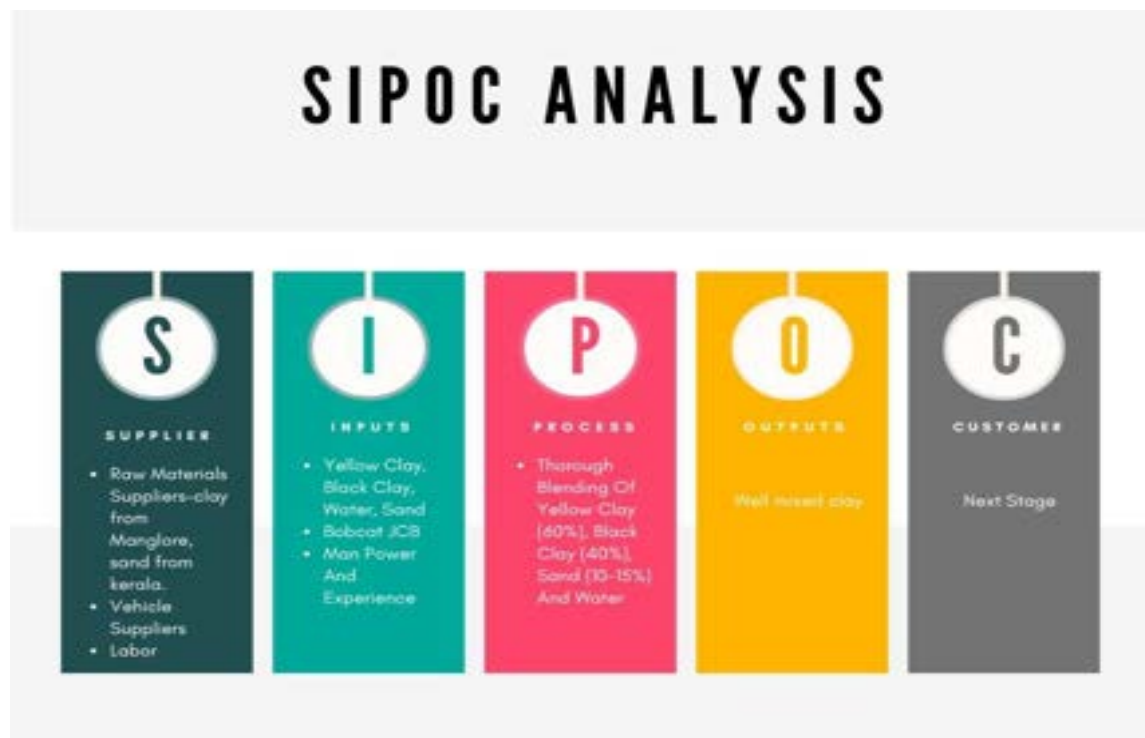 SIPOC ANALYSIS
S
SUPPLIER
• Raw Materials
Suppliers-clay
from
Manglore,
sand from
kerala.
• Vehicle
Suppliers
• Labor
I
INPUTS
• Yellow Clay,
Black Clay,
Water, Sand
• Bobcat JCB
• Man Power
And
Experience
P
PROCESS
• Thorough
Blending Of
Yellow Clay
(60%), Black
Clay (40%),
Sand (10-15%)
And Water
O
OUTPUTS
Well mixed clay
C
CUSTOMER
Next Stage